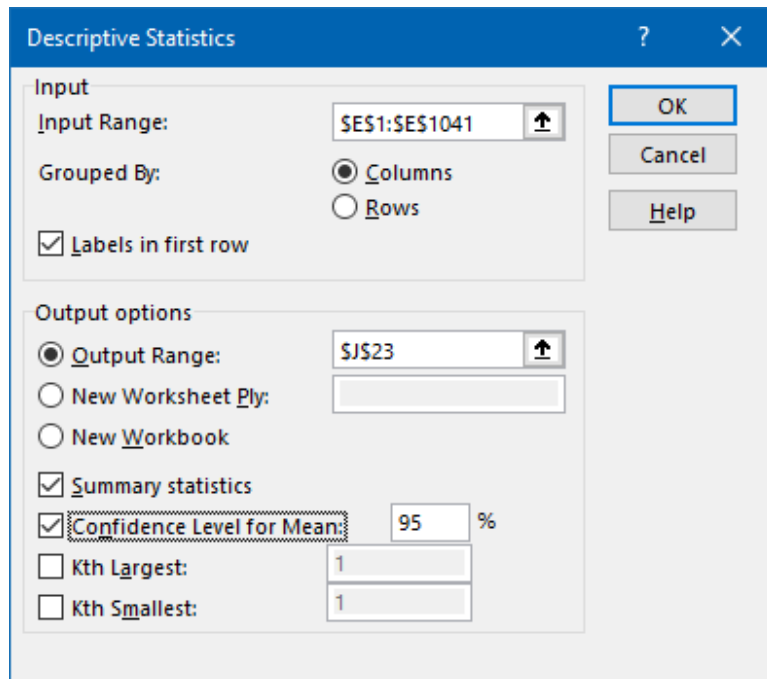 Descriptive Statistics ? ×
Input
Input Range: $E$1:$E$1041
Grouped By: Columns
Rows
Labels in first row
OK
Cancel
Help
Output options
Output Range: $J$23
New Worksheet Ply:
New Workbook
Summary statistics
Confidence Level for Mean: 95 %
Kth Largest: 1
Kth Smallest: 1